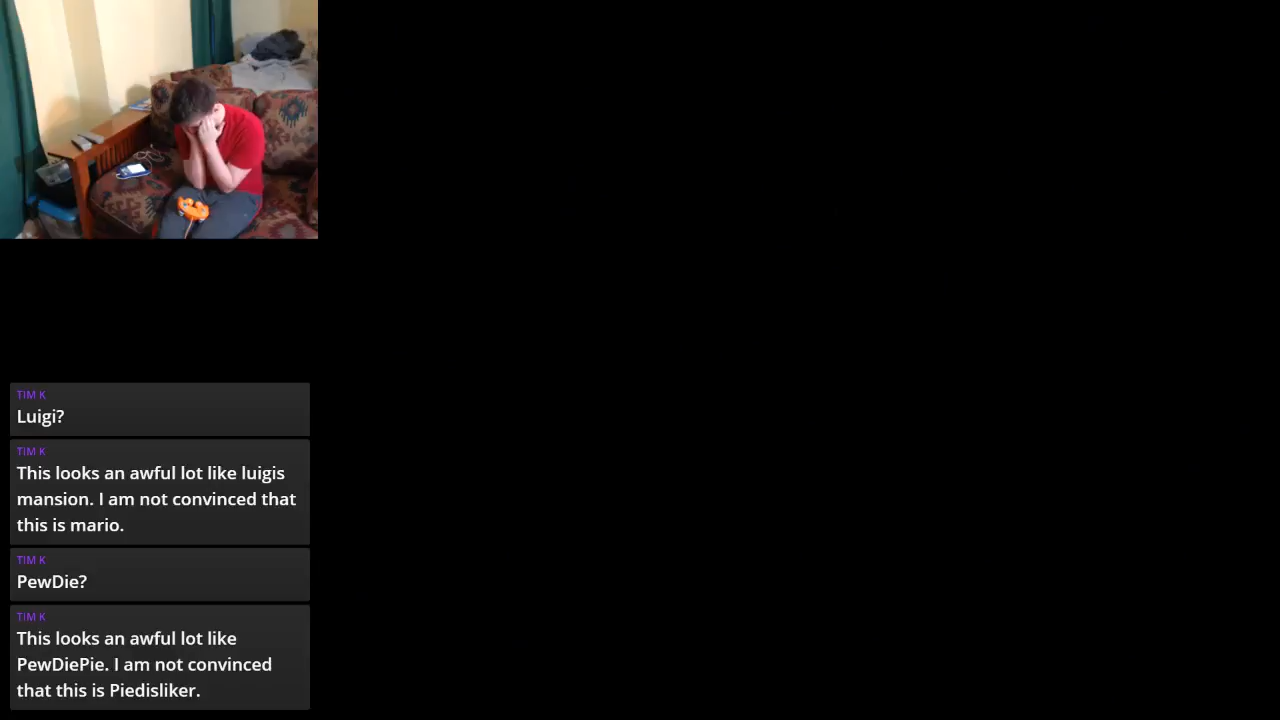 TIM K
Luigi?
TIM K
This looks an awful lot like luigis
mansion. I am not convinced that
this is mario.
TIM K
PewDie?
TIM K
This looks an awful lot like
PewDiePie. I am not convinced
that this is Piedisliker.